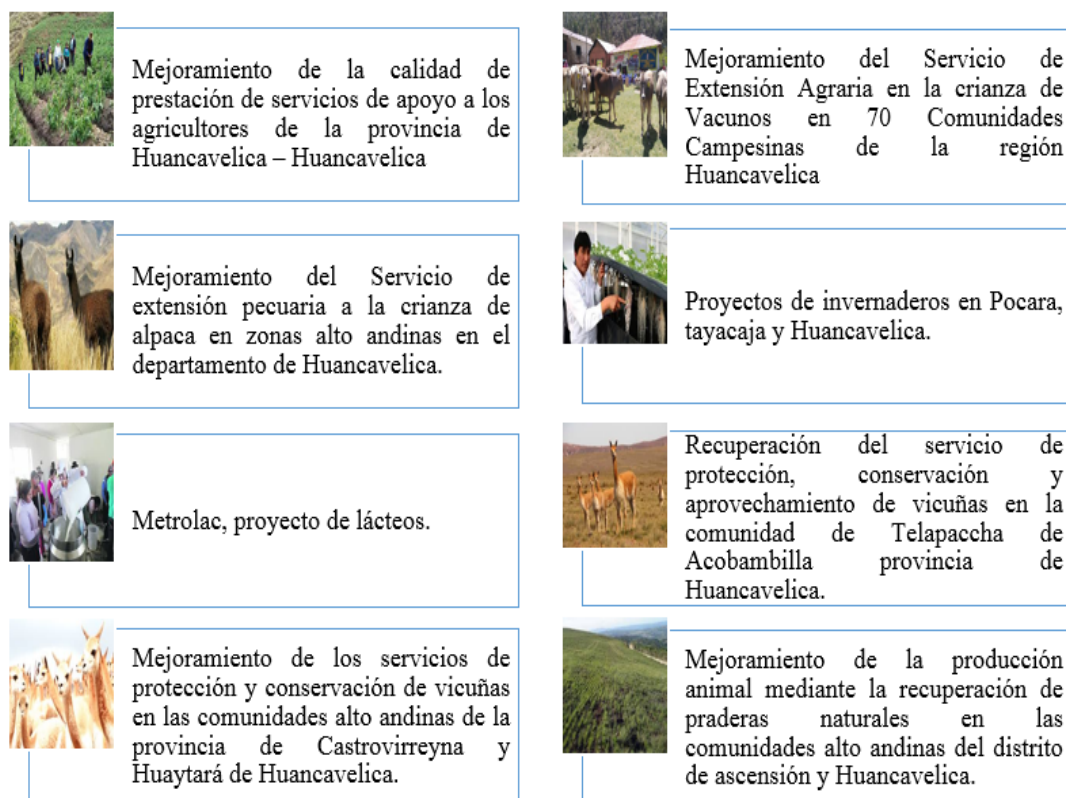 Mejoramiento de la calidad de
prestación de servicios de apoyo a los
agricultores de la provincia de
Huancavelica – Huancavelica
Mejoramiento del Servicio de
Extensión Agraria en la crianza de
Vacunos en 70 Comunidades
Campesinas de la región
Huancavelica
Mejoramiento del Servicio de
extensión pecuaria a la crianza de
alpaca en zonas alto andinas en el
departamento de Huancavelica.
Proyectos de invernaderos en Pocara,
tayacaja y Huancavelica.
Metrolac, proyecto de lácteos.
Recuperación del servicio de
protección, conservación y
aprovechamiento de vicuñas en la
comunidad de Telapaccha de
Acobambilla provincia de
Huancavelica.
Mejoramiento de los servicios de
protección y conservación de vicuñas
en las comunidades alto andinas de la
provincia de Castrovirreyna y
Huaytará de Huancavelica.
Mejoramiento de la producción
animal mediante la recuperación de
praderas naturales en las
comunidades alto andinas del distrito
de ascensión y Huancavelica.